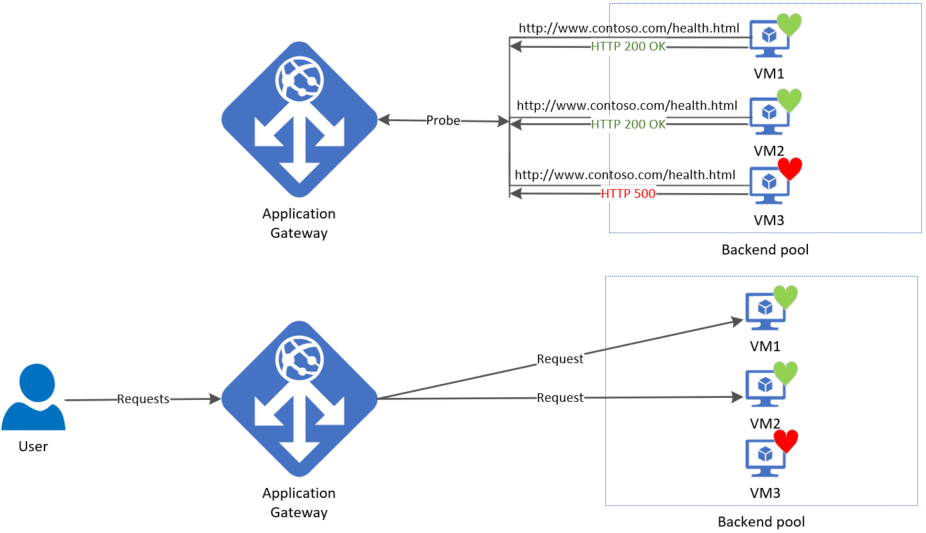 http://www.contoso.com/health.html
HTTP 200 OK
VM1
http://www.contoso.com/health.html
Probe
HTTP 200 OK
VM2
http://www.contoso.com/health.html
HTTP 500
VM3
Application
Gateway
Backend pool
VM1
Request
Requests
Request
VM2
User
VM3
Application
Gateway
Backend pool